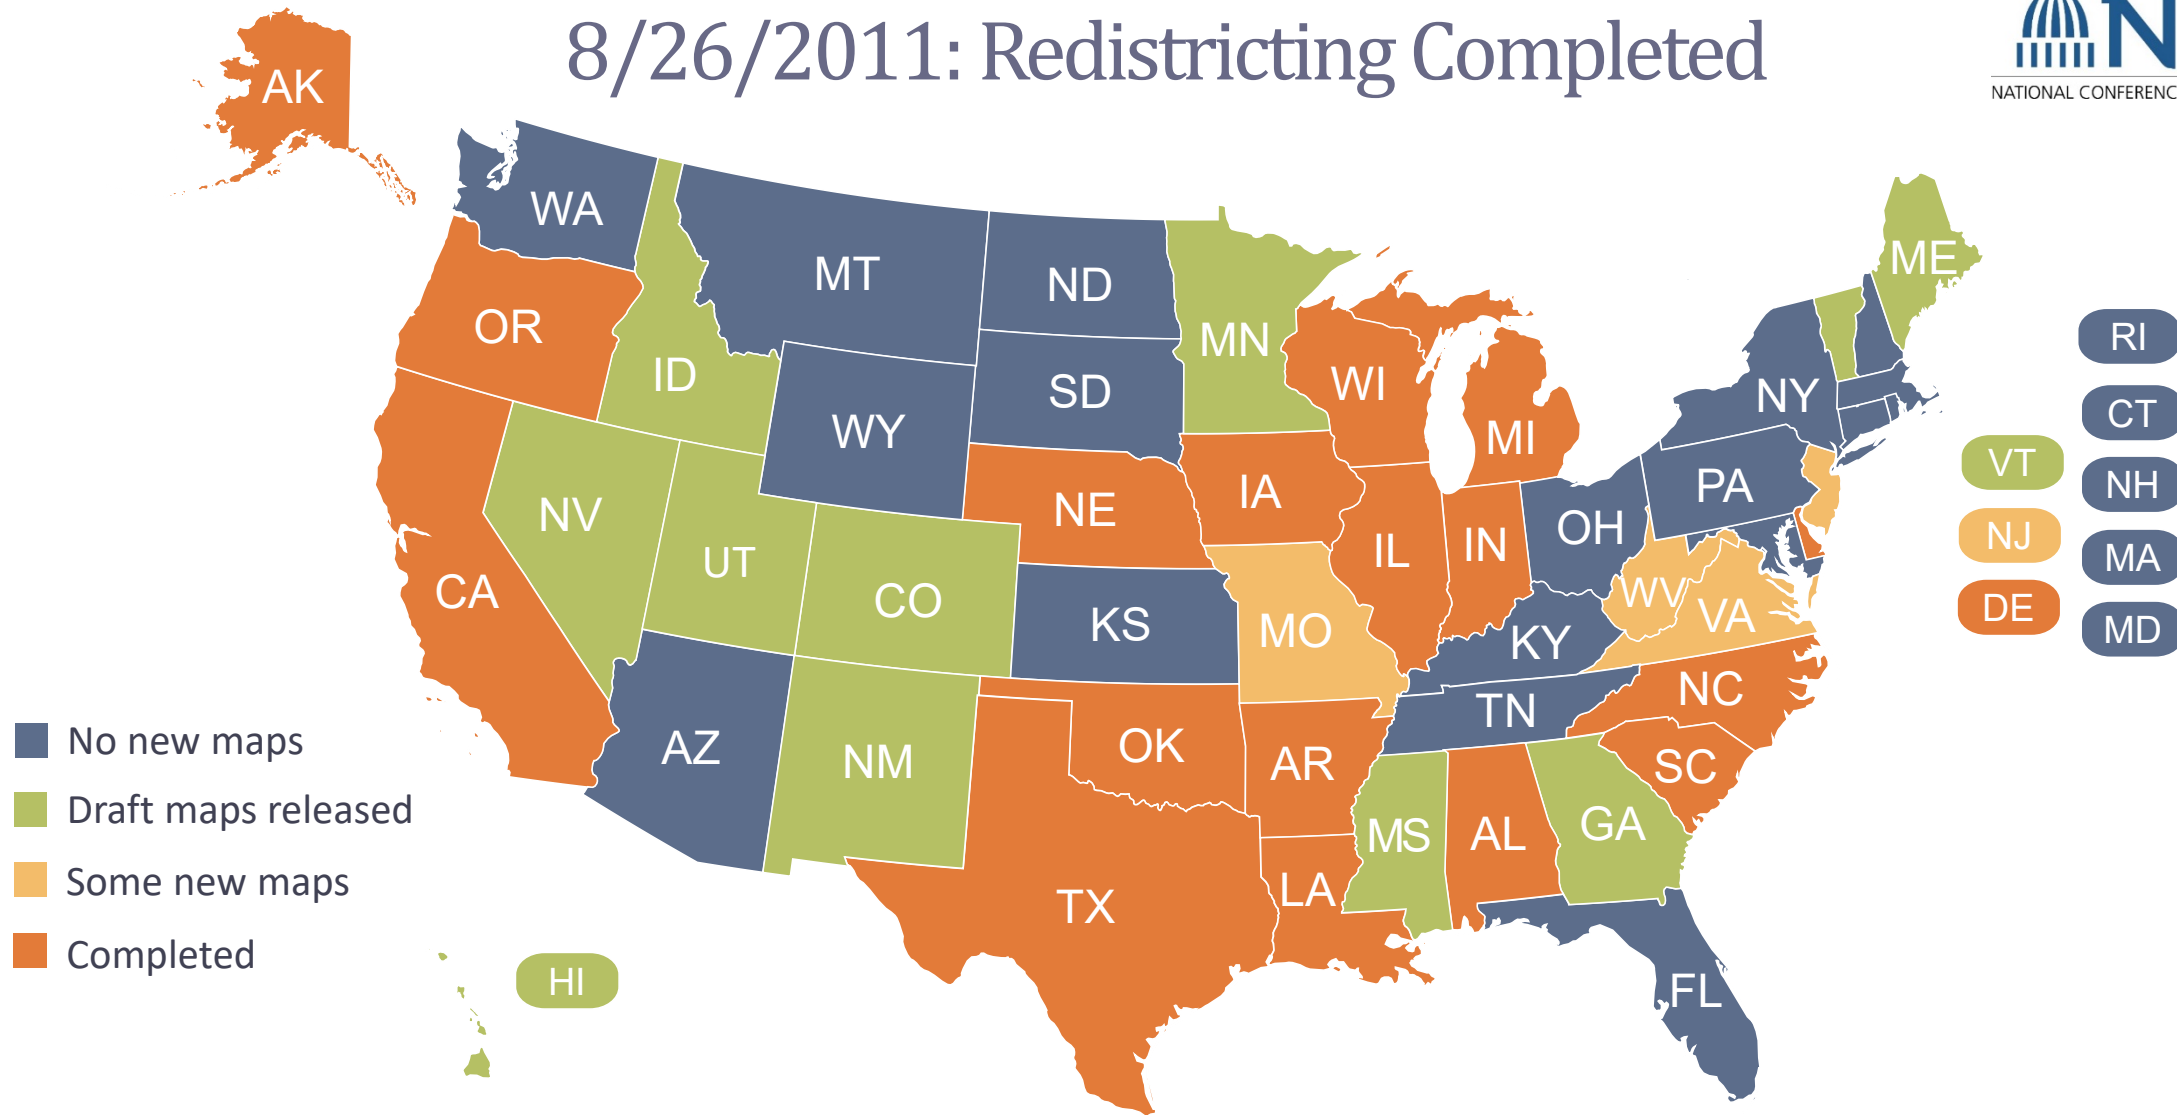 8/26/2011: Redistricting Completed
N
NATIONAL CONFERENC
AK
WA
MT
ND
MN
ME
OR
ID
SD
WI
MI
NY
RI
WY
CT
NV
UT
CO
NE
IA
IL
IN
OH
PA
VT
NH
NJ
MA
CA
KS
MO
KY
WV
VA
DE
MD
AZ
NM
OK
AR
TN
NC
SC
No new maps
Draft maps released
Some new maps
Completed
TX
LA
MS
AL
GA
FL
HI